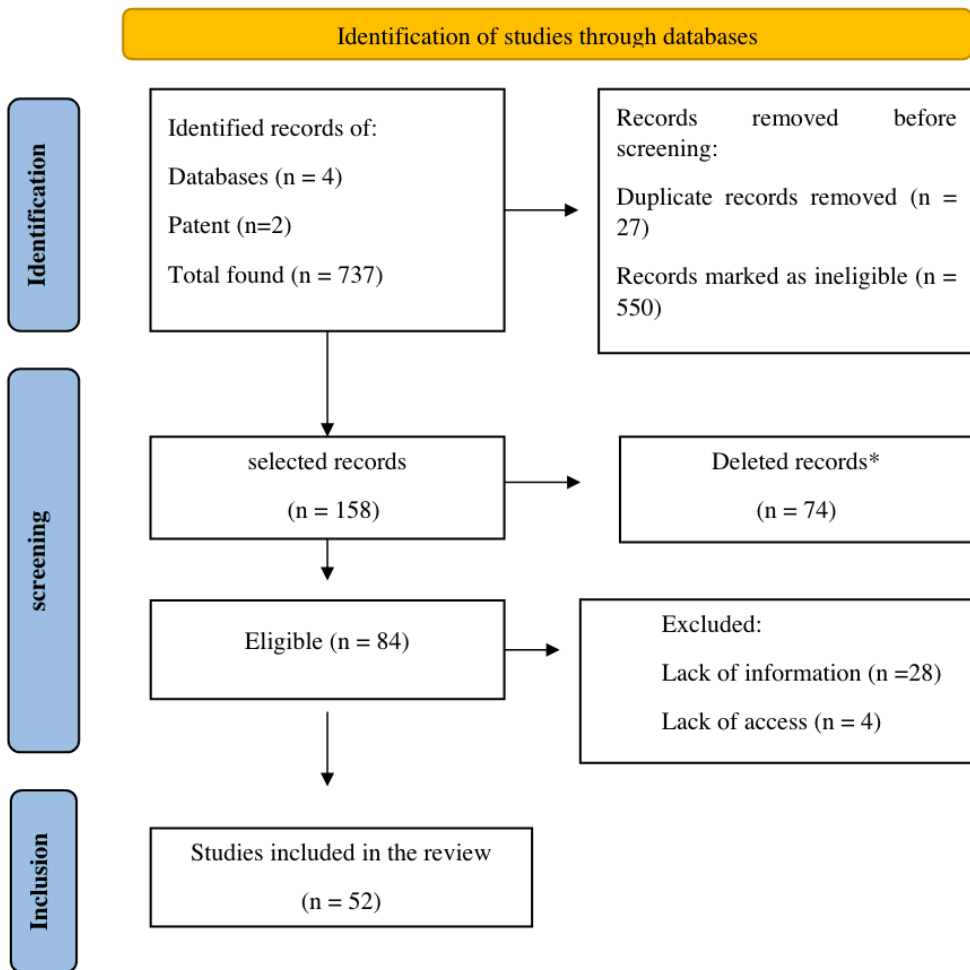 Identification of studies through databases
Identification
Identified records of:
Databases (n = 4)
Patent (n=2)
Total found (n = 737)
Records removed before
screening:
Duplicate records removed (n =
27)
Records marked as ineligible (n =
550)
screening
selected records
(n = 158)
Deleted records*
(n = 74)
Eligible (n = 84)
Excluded:
Lack of information (n =28)
Lack of access (n = 4)
Inclusion
Studies included in the review
(n = 52)